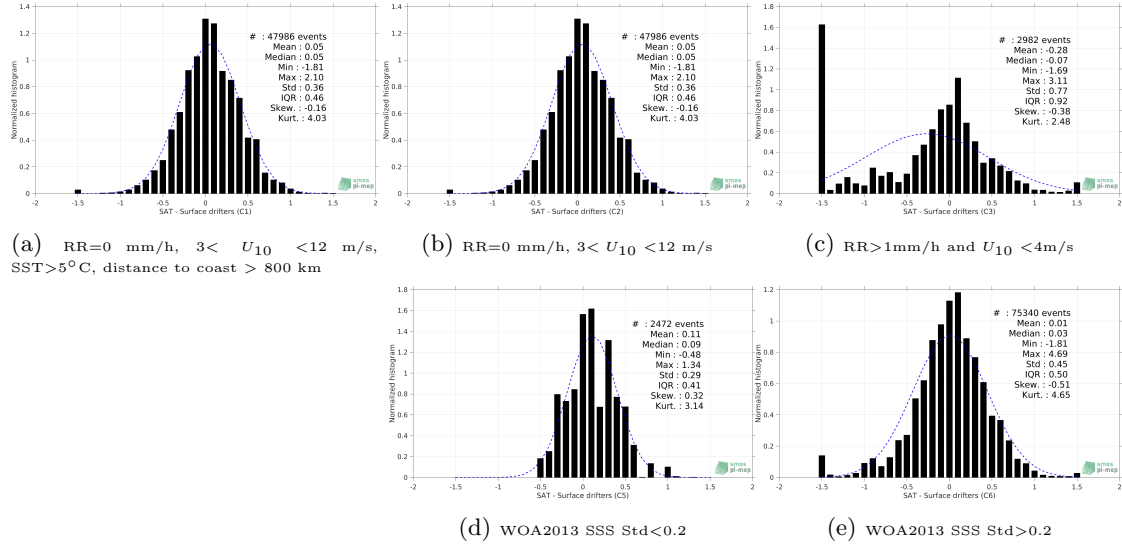 1.4
1.2
1
0.8
0.6
0.4
0.2
0
Normalized histogram
# : 47986 events
Mean : 0.05
Median : 0.05
Min : -1.81
Max : 2.10
Std : 0.36
IQR : 0.46
Skew. : -0.16
Kurt. : 4.03
smos
pi-mep
-2 -1.5 -1 -0.5 0 0.5 1 1.5 2
SAT - Surface drifters (C1)
(a) RR=0 mm/h, 3< U10 <12 m/s,
SST>5°C, distance to coast > 800 km
1.4
1.2
1
0.8
0.6
0.4
0.2
0
Normalized histogram
# : 47986 events
Mean : 0.05
Median : 0.05
Min : -1.81
Max : 2.10
Std : 0.36
IQR : 0.46
Skew. : -0.16
Kurt. : 4.03
smos
pi-mep
-2 -1.5 -1 -0.5 0 0.5 1 1.5 2
SAT - Surface drifters (C2)
(b) RR=0 mm/h, 3< U10 <12 m/s
1.8
1.6
1.4
1.2
1
0.8
0.6
0.4
0.2
0
Normalized histogram
# : 2982 events
Mean : -0.28
Median : -0.07
Min : -1.69
Max : 3.11
Std : 0.77
IQR : 0.92
Skew. : -0.38
Kurt. : 2.48
smos
pi-mep
-2 -1.5 -1 -0.5 0 0.5 1 1.5 2
SAT - Surface drifters (C3)
(c) RR>1mm/h and U10 <4m/s
1.8
1.6
1.4
1.2
1
0.8
0.6
0.4
0.2
0
Normalized histogram
# : 2472 events
Mean : 0.11
Median : 0.09
Min : -0.48
Max : 1.34
Std : 0.29
IQR : 0.41
Skew. : 0.32
Kurt. : 3.14
smos
pi-mep
-2 -1.5 -1 -0.5 0 0.5 1 1.5 2
SAT - Surface drifters (C5)
(d) WOA2013 SSS Std<0.2
1.2
1
0.8
0.6
0.4
0.2
0
Normalized histogram
# : 75340 events
Mean : 0.01
Median : 0.03
Min : -1.81
Max : 4.69
Std : 0.45
IQR : 0.50
Skew. : -0.51
Kurt. : 4.65
smos
pi-mep
-2 -1.5 -1 -0.5 0 0.5 1 1.5 2
SAT - Surface drifters (C6)
(e) WOA2013 SSS Std>0.2